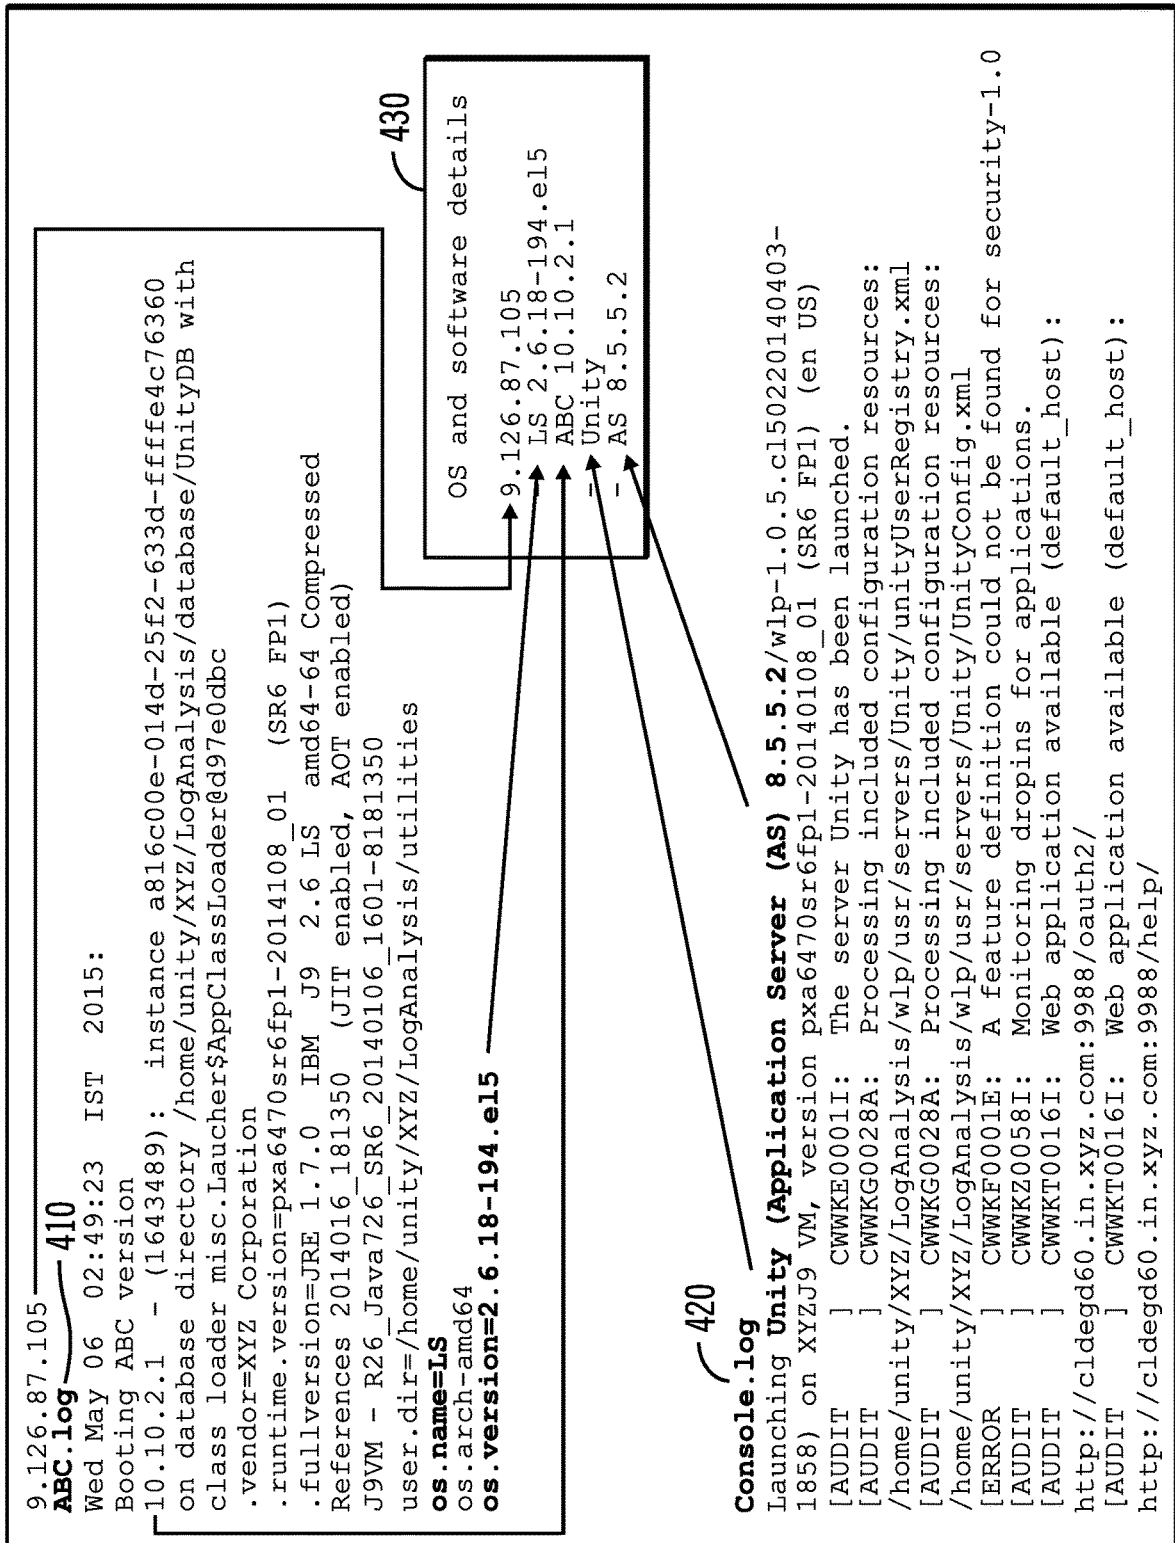 9.126.87.105
ABC.log 410
Wed May 06 02:49:23 IST 2015:
Booting ABC version
10.10.2.1 - (1643489): instance a816c00e-014d-25f2-633d-ffffe4c76360
on database directory /home/unity/XYZ/LogAnalysis/database/UnityDB with
class loader misc.Laucher$AppClassLoader@d97e0dbc
.vendor=XYZ Corporation
.runtime.version=pxa6470sr6fp1-2014108_01 (SR6 FP1)
.fullversion=JRE 1.7.0 IBM J9 2.6 LS amd64-64 Compressed
References 2014016_181350 (JIT enabled, AOT enabled)
J9VM - R26_Java726_SR6_20140106_1601-8181350
user.dir=/home/unity/XYZ/LogAnalysis/utilities
os.name=LS
os.arch-amd64
os.version=2.6.18-194.el5
430
OS and software details
9.126.87.105
- LS 2.6.18-194.el5
- ABC 10.10.2.1
- Unity
- AS 8.5.5.2
420
Console.log
Launching Unity (Application Server (AS) 8.5.5.2/wlp-1.0.5.cl50220140403-
1858) on XYZJ9 VM, version pxa6470sr6fp1-20140108_01 (SR6 FP1) (en US)
[AUDIT ] CWWKE0001I: The server Unity has been launched.
[AUDIT ] CWWKG0028A: Processing included configuration resources:
/home/unity/XYZ/LogAnalysis/wlp/usr/servers/Unity/unityUserRegistry.xml
[AUDIT ] CWWKG0028A: Processing included configuration resources:
/home/unity/XYZ/LogAnalysis/wlp/usr/servers/Unity/UnityConfig.xml
[ERROR ] CWWKF0001E: A feature definition could not be found for security-1.0
[AUDIT ] CWWKZ0058I: Monitoring dropins for applications.
[AUDIT ] CWWKT0016I: Web application available (default_host):
http://cldegd60.in.xyz.com:9988/oauth2/
[AUDIT ] CWWKT0016I: Web application available (default_host):
http://cldegd60.in.xyz.com:9988/help/